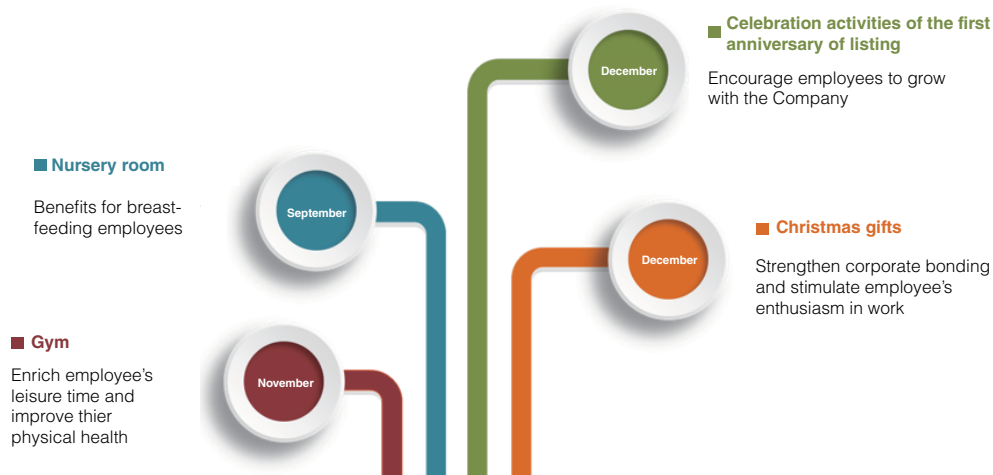 Celebration activities of the first
anniversary of listing
December
Encourage employees to grow
with the Company
Nursery room
September
Benefits for breast-
feeding employees
Christmas gifts
December
Strengthen corporate bonding
and stimulate employee's
enthusiasm in work
Gym
November
Enrich employee's
leisure time and
improve thier
physical health